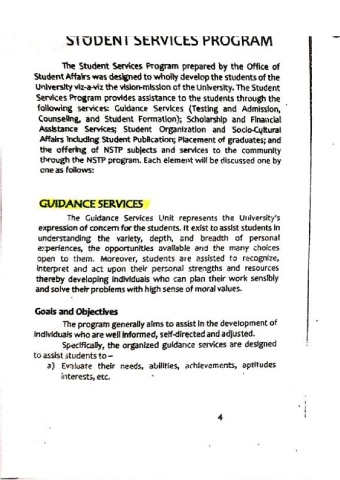 STUDENT SERVICES PROGRAM
The Student Services Program prepared by the Office of
Student Affairs was designed to wholly develop the students of the
University viz-a-viz the vision-mission of the University. The Student
Services Program provides assistance to the students through the
following services: Guidance Services (Testing and Admission,
Counseling, and Student Formation); Scholarship and Financial
Assistance Services; Student Organization and Socio-Cultural
Affairs including Student Publication; Placement of graduates; and
the offering of NSTP subjects and services to the community
through the NSTP program. Each element will be discussed one by
one as follows:
GUIDANCE SERVICES
The Guidance Services Unit represents the University's
expression of concern for the students. It exist to assist students in
understanding the variety, depth, and breadth of personal
experiences, the opportunities available and the many choices
open to them. Moreover, students are assisted to recognize,
interpret and act upon their personal strengths and resources
thereby developing individuals who can plan their work sensibly
and solve their problems with high sense of moral values.
Goals and Objectives
The program generally aims to assist in the development of
individuals who are well informed, self-directed and adjusted.
Specifically, the organized guidance services are designed
to assist students to –
a) Evaluate their needs, abilities, achievements, aptitudes
interests, etc.
4